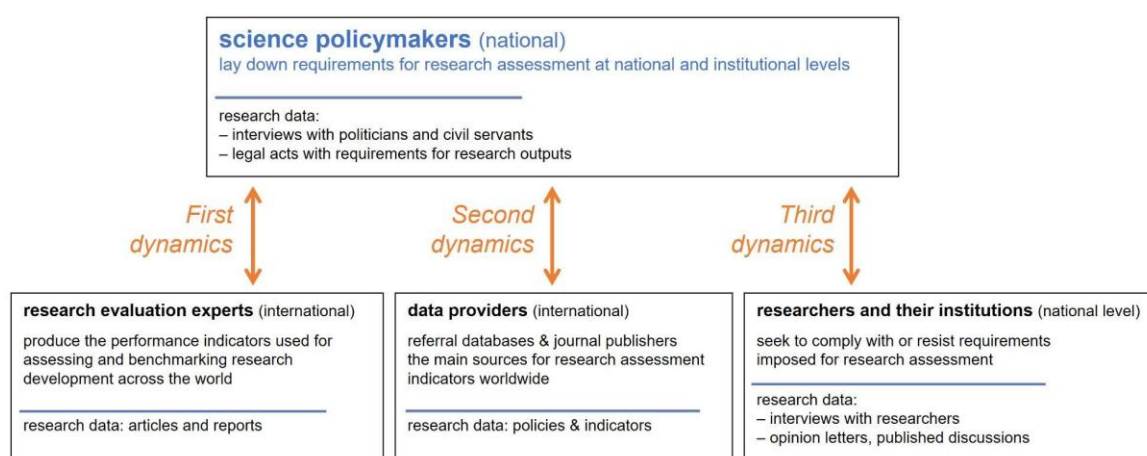 science policymakers (national)
lay down requirements for research assessment at national and institutional levels
research data:
– interviews with politicians and civil servants
– legal acts with requirements for research outputs
First
dynamics
Second
dynamics
Third
dynamics
research evaluation experts (international)
produce the performance indicators used for
assessing and benchmarking research
development across the world
research data: articles and reports
data providers (international)
referral databases & journal publishers
the main sources for research assessment
indicators worldwide
research data: policies & indicators
researchers and their institutions (national level)
seek to comply with or resist requirements
imposed for research assessment
research data:
– interviews with researchers
– opinion letters, published discussions